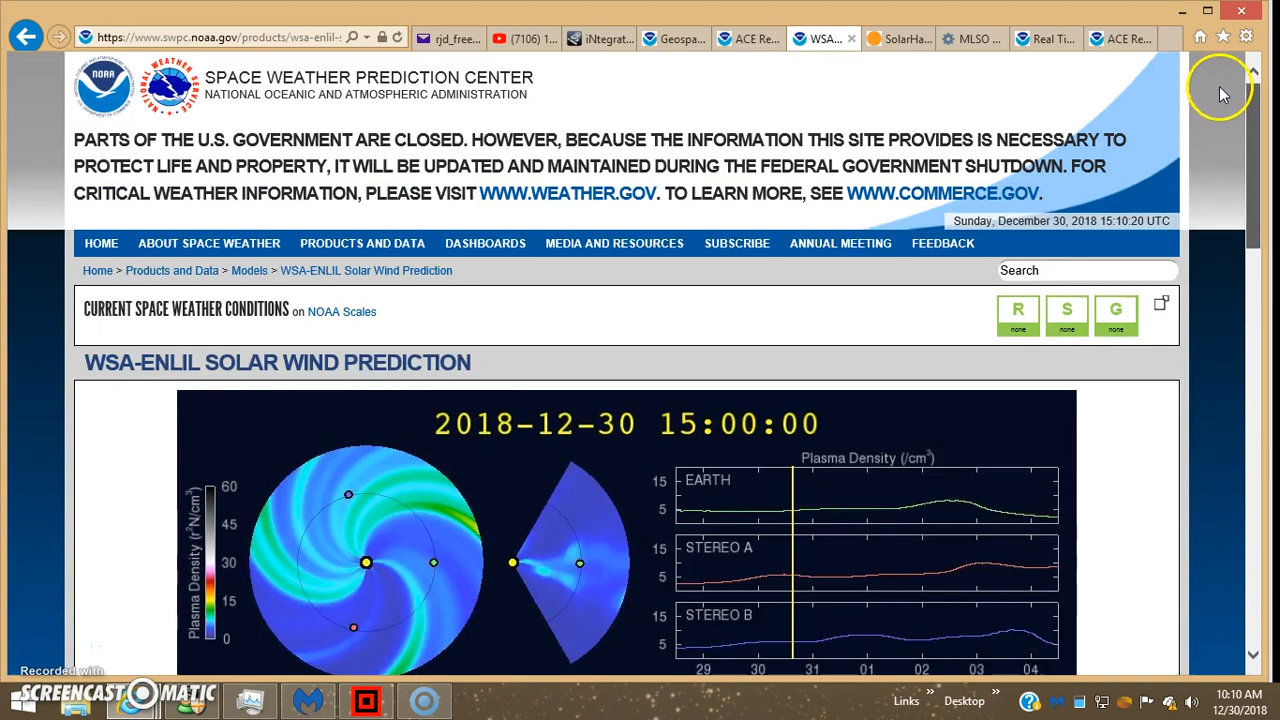 https://www.swpc.noaa.gov/products/wsa-enlil-s
rjd_free...
(7106) 1...
iNtegrat...
Geospa...
ACE Re...
WSA...
SolarHa...
MLSO ...
Real Ti...
ACE Re...
NOAA
SPACE WEATHER PREDICTION CENTER
NATIONAL OCEANIC AND ATMOSPHERIC ADMINISTRATION
PARTS OF THE U.S. GOVERNMENT ARE CLOSED. HOWEVER, BECAUSE THE INFORMATION THIS SITE PROVIDES IS NECESSARY TO
PROTECT LIFE AND PROPERTY, IT WILL BE UPDATED AND MAINTAINED DURING THE FEDERAL GOVERNMENT SHUTDOWN. FOR
CRITICAL WEATHER INFORMATION, PLEASE VISIT WWW.WEATHER.GOV. TO LEARN MORE, SEE WWW.COMMERCE.GOV.
Sunday, December 30, 2018 15:10:20 UTC
HOME ABOUT SPACE WEATHER PRODUCTS AND DATA DASHBOARDS MEDIA AND RESOURCES SUBSCRIBE ANNUAL MEETING FEEDBACK
Home > Products and Data > Models > WSA-ENLIL Solar Wind Prediction
Search
CURRENT SPACE WEATHER CONDITIONS on NOAA Scales
R S G
none none none
WSA-ENLIL SOLAR WIND PREDICTION
2018-12-30 15:00:00
Plasma Density (/cm³)
Plasma Density (r²N/cm³)
60
45
30
15
0
EARTH
15
5
STEREO A
15
5
STEREO B
15
5
29 30 31 01 02 03 04
Recorded with
SCREENCAST-O-MATIC
Links »
Desktop »
10:10 AM
12/30/2018